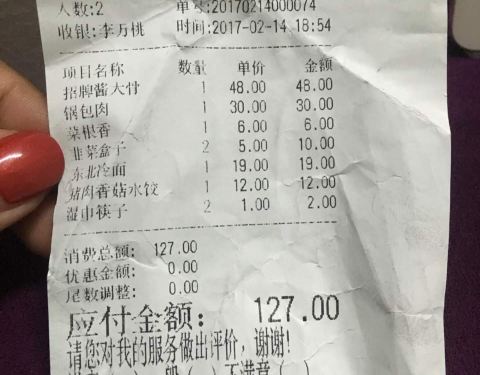 人数:2 单号:20170214000074
收银:李万桃 时间:2017-02-14 18:54
项目名称 数量 单价 金额
招牌酱大骨 1 48.00 48.00
锅包肉 1 30.00 30.00
菜根香 1 6.00 6.00
韭菜盒子 2 5.00 10.00
东北冷面 1 19.00 19.00
猪肉香菇水饺 1 12.00 12.00
湿巾筷子 2 1.00 2.00
消费总额: 127.00
优惠金额: 0.00
尾数调整: 0.00
应付金额: 127.00
请您对我的服务做出评价,谢谢!
般( )不满意( )